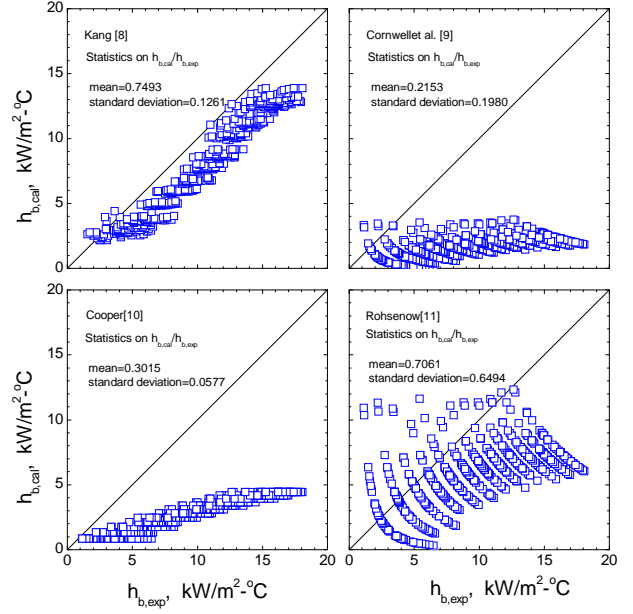 Kang [8]
Statistics on h_b,cal/h_b,exp
mean=0.7493
standard deviation=0.1261
Cornwellet al. [9]
Statistics on h_b,cal/h_b,exp
mean=0.2153
standard deviation=0.1980
20
15
10
5
0
h_b,cal, kW/m²-°C
Cooper[10]
Statistics on h_b,cal/h_b,exp
mean=0.3015
standard deviation=0.0577
Rohsenow[11]
Statistics on h_b,cal/h_b,exp
mean=0.7061
standard deviation=0.6494
20
15
10
5
0
h_b,cal, kW/m²-°C
0 5 10 15 20
0 5 10 15 20
h_b,exp, kW/m²-°C
h_b,exp, kW/m²-°C